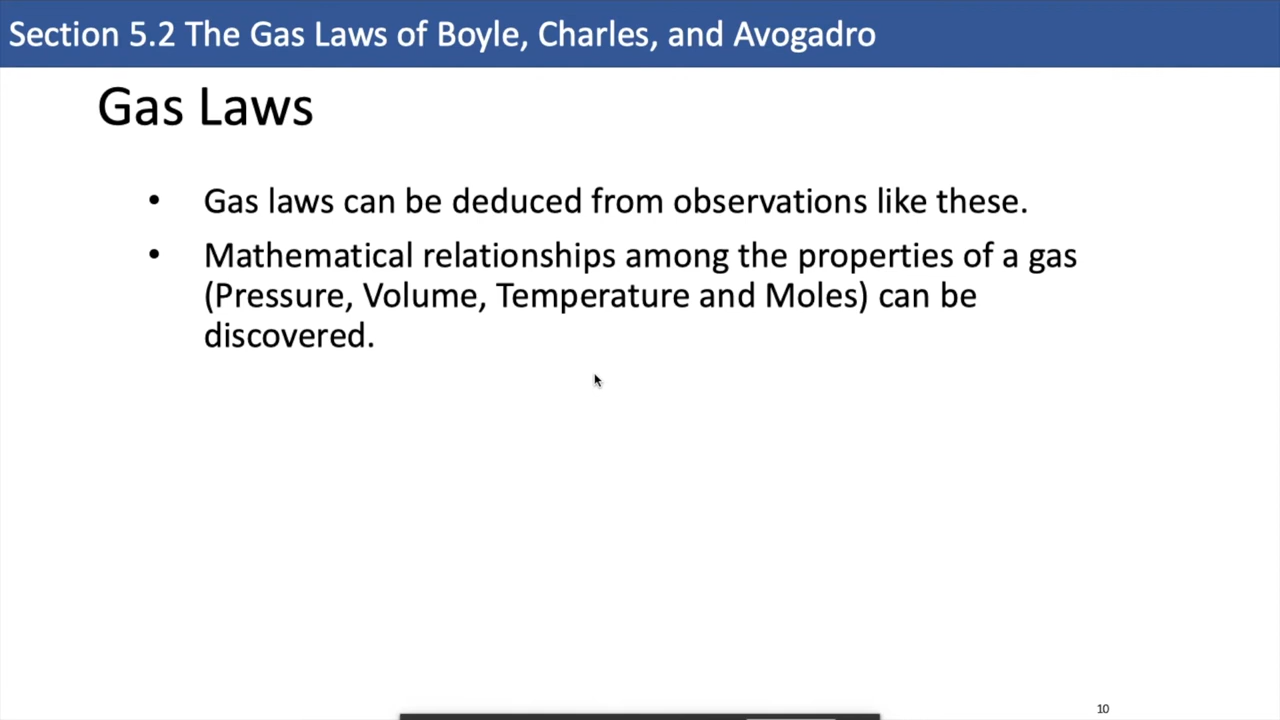 Section 5.2 The Gas Laws of Boyle, Charles, and Avogadro
Gas Laws
• Gas laws can be deduced from observations like these.
• Mathematical relationships among the properties of a gas
(Pressure, Volume, Temperature and Moles) can be
discovered.
10